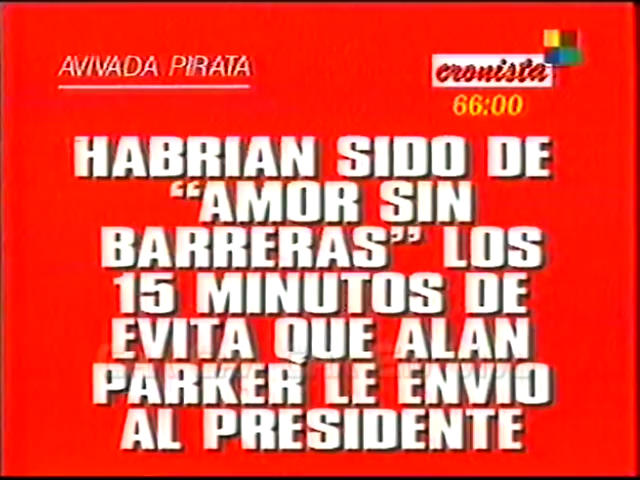 AVIVADA PIRATA
cronista
66:00
HABRIAN SIDO DE
“AMOR SIN
BARRERAS” LOS
15 MINUTOS DE
EVITA QUE ALAN
PARKER LE ENVIO
AL PRESIDENTE